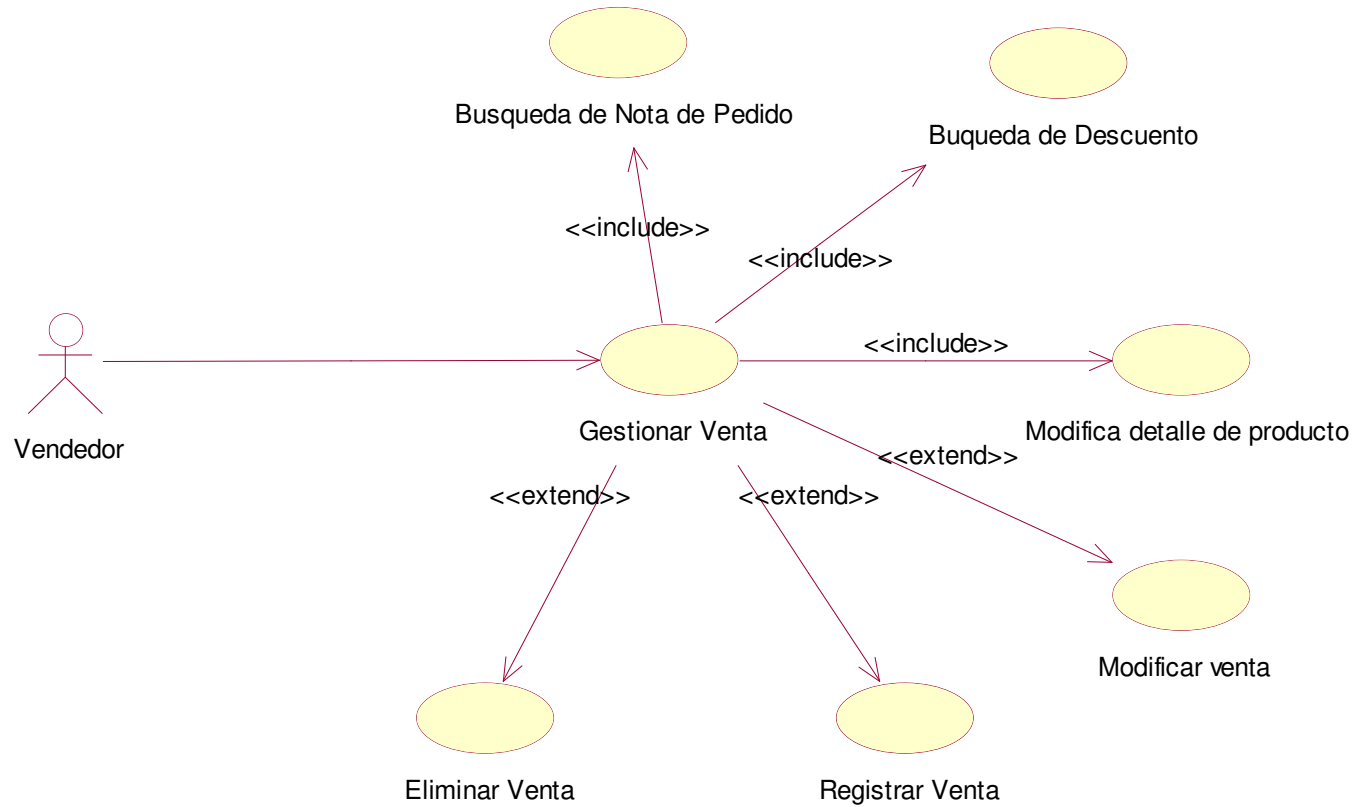 Busqueda de Nota de Pedido
Buqueda de Descuento
<<include>>
<<include>>
<<include>>
Vendedor
Gestionar Venta
Modifica detalle de producto
<<extend>>
<<extend>>
<<extend>>
Modificar venta
Eliminar Venta
Registrar Venta